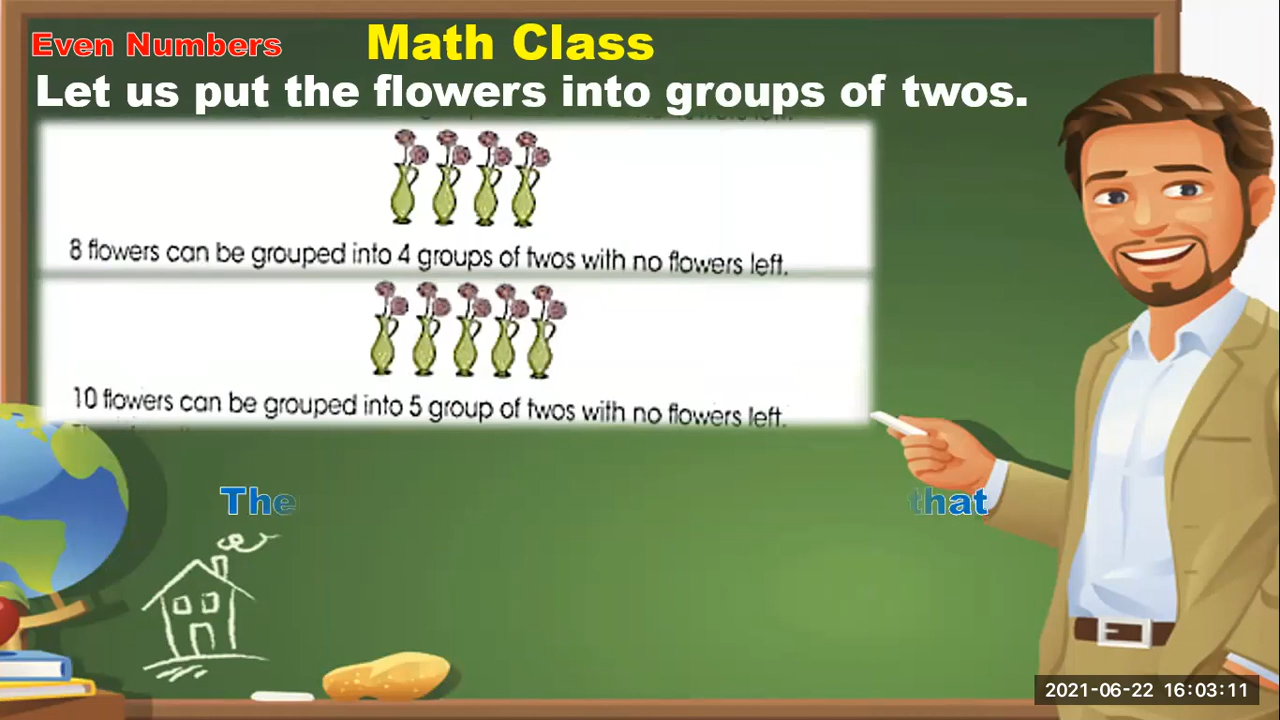 Even Numbers
Math Class
Let us put the flowers into groups of twos.
8 flowers can be grouped into 4 groups of twos with no flowers left.
10 flowers can be grouped into 5 group of twos with no flowers left.
The that
2021-06-22 16:03:11